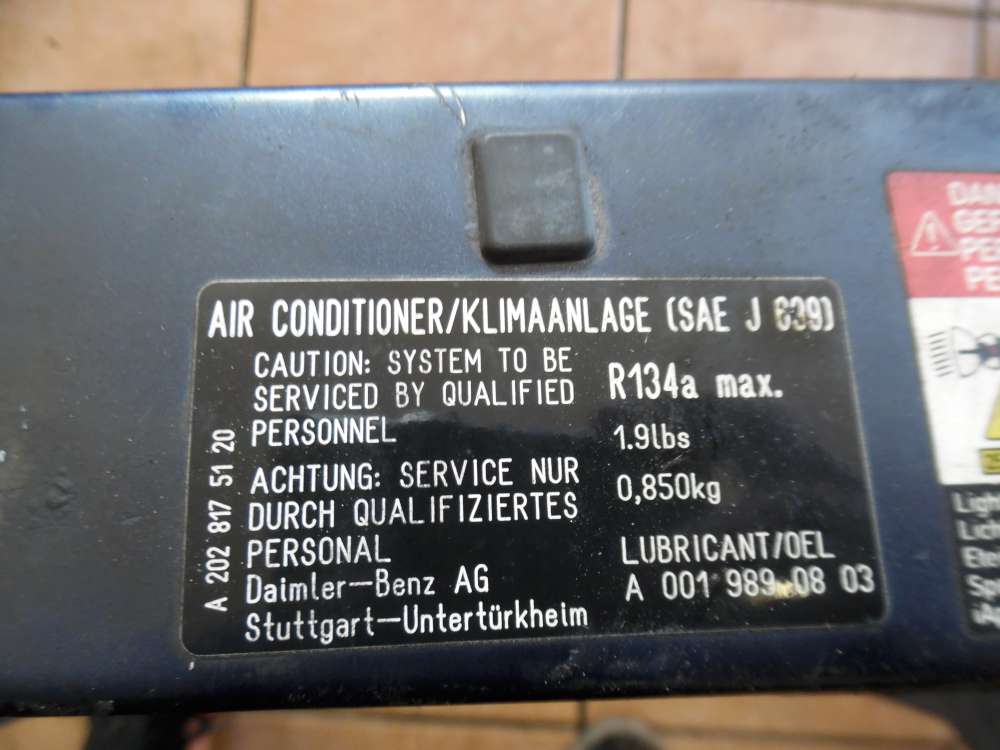 AIR CONDITIONER/KLIMAANLAGE (SAE J 639)
CAUTION: SYSTEM TO BE
SERVICED BY QUALIFIED
PERSONNEL
ACHTUNG: SERVICE NUR
DURCH QUALIFIZIERTES
PERSONAL
Daimler-Benz AG
Stuttgart-Untertürkheim
R134a max.
1.9lbs
0,850kg
LUBRICANT/OEL
A 001 989 08 03
A 202 817 51 20